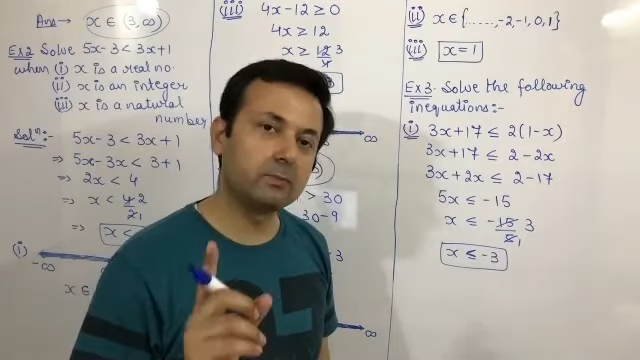 Ans → x ∈ (3, ∞)
Ex2 Solve 5x-3 < 3x+1
when (i) x is a real no.
(ii) x is an integer
(iii) x is a natural
number
Solⁿ:- 5x-3 < 3x+1
⇒ 5x-3x < 3+1
⇒ 2x < 4
⇒ x < 4/2 2/1
⇒ x <
(i)
-∞
x ∈
(iii) 4x-12 ≥ 0
4x ≥ 12
x ≥ 12/4 3
∞
> 30
30-9
3
∞
(ii) x ∈ {......,-2,-1,0,1}
(iii) x = 1
Ex3. Solve the following
inequations:-
(i) 3x+17 ≤ 2(1-x)
3x+17 ≤ 2-2x
3x+2x ≤ 2-17
5x ≤ -15
x ≤ -15/5 3/1
x ≤ -3